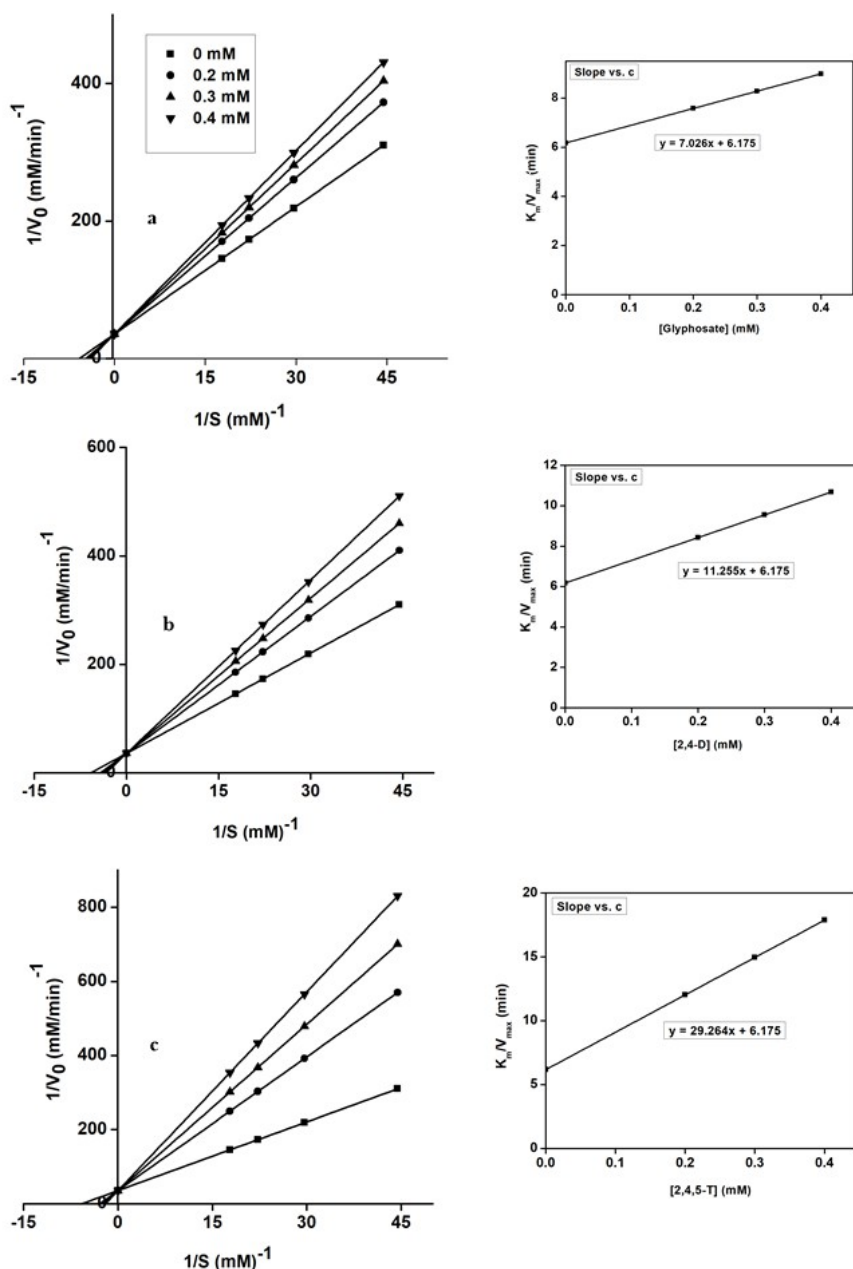 0 mM
0.2 mM
0.3 mM
0.4 mM
1/V0 (mM/min)-1
400
200
0
a
-15 0 15 30 45
1/S (mM)-1
Slope vs. c
y = 7.026x + 6.175
Km/Vmax (min)
8
6
4
2
0
0.0 0.1 0.2 0.3 0.4
[Glyphosate] (mM)
1/V0 (mM/min)-1
600
400
200
0
b
-15 0 15 30 45
1/S (mM)-1
Slope vs. c
y = 11.255x + 6.175
Km/Vmax (min)
12
10
8
6
4
2
0
0.0 0.1 0.2 0.3 0.4
[2,4-D] (mM)
1/V0 (mM/min)-1
800
600
400
200
0
c
-15 0 15 30 45
1/S (mM)-1
Slope vs. c
y = 29.264x + 6.175
Km/Vmax (min)
20
15
10
5
0
0.0 0.1 0.2 0.3 0.4
[2,4,5-T] (mM)